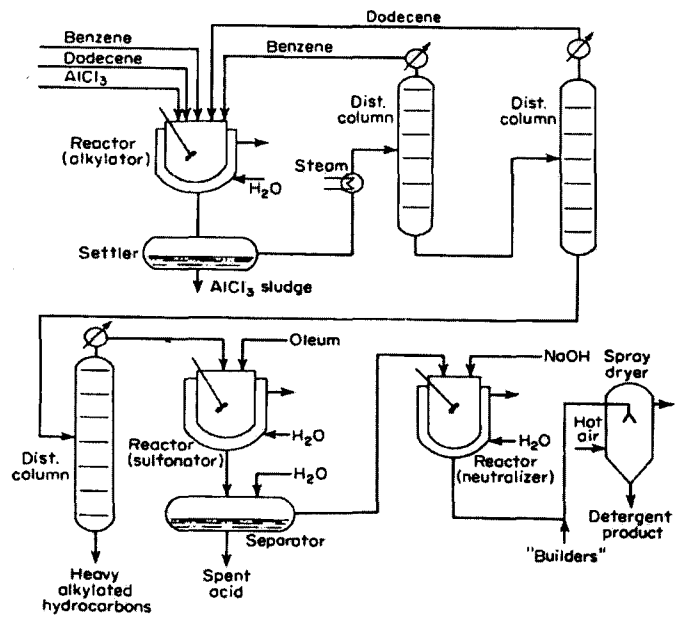 Dodecene
Benzene
Benzene
Dodecene
AlCl3
Dist.
column
Dist.
column
Reactor
(alkylator)
Steam
H2O
Settler
AlCl3 sludge
Oleum
NaOH
Spray
dryer
Hot
air
H2O
H2O
Reactor
(sulfonator)
Dist.
column
Reactor
(neutralizer)
H2O
Separator
Detergent
product
"Builders"
Heavy
alkylated
hydrocarbons
Spent
acid